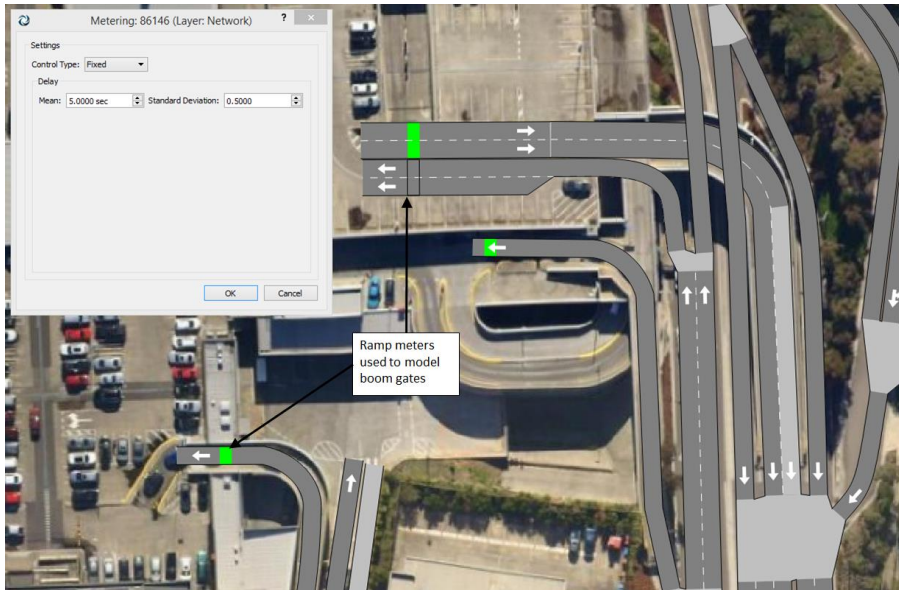 Metering: 86146 (Layer: Network)
?
Settings
Control Type: Fixed
Delay
Mean: 5.0000 sec Standard Deviation: 0.5000
OK Cancel
Ramp meters
used to model
boom gates